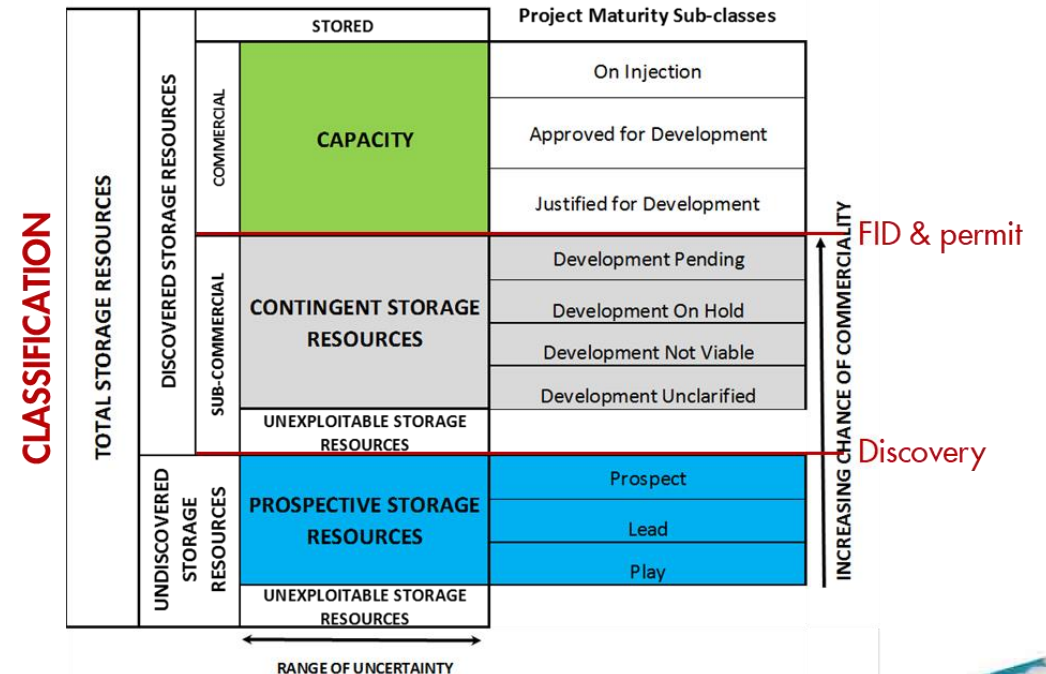 Project Maturity Sub-classes
STORED
CLASSIFICATION
TOTAL STORAGE RESOURCES
DISCOVERED STORAGE RESOURCES
COMMERCIAL
CAPACITY
On Injection
Approved for Development
Justified for Development
FID & permit
SUB-COMMERCIAL
CONTINGENT STORAGE
RESOURCES
Development Pending
Development On Hold
Development Not Viable
Development Unclarified
UNEXPLOITABLE STORAGE
RESOURCES
Discovery
INCREASING CHANCE OF COMMERCIALITY
UNDISCOVERED
STORAGE
RESOURCES
PROSPECTIVE STORAGE
RESOURCES
Prospect
Lead
Play
UNEXPLOITABLE STORAGE
RESOURCES
RANGE OF UNCERTAINTY